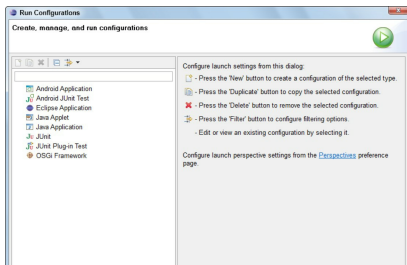 Run Configurations
Create, manage, and run configurations
Android Application
Android JUnit Test
Eclipse Application
Java Applet
Java Application
JUnit
JUnit Plug-in Test
OSGi Framework
Configure launch settings from this dialog:
- Press the 'New' button to create a configuration of the selected type.
- Press the 'Duplicate' button to copy the selected configuration.
- Press the 'Delete' button to remove the selected configuration.
- Press the 'Filter' button to configure filtering options.
- Edit or view an existing configuration by selecting it.
Configure launch perspective settings from the Perspectives preference
page.